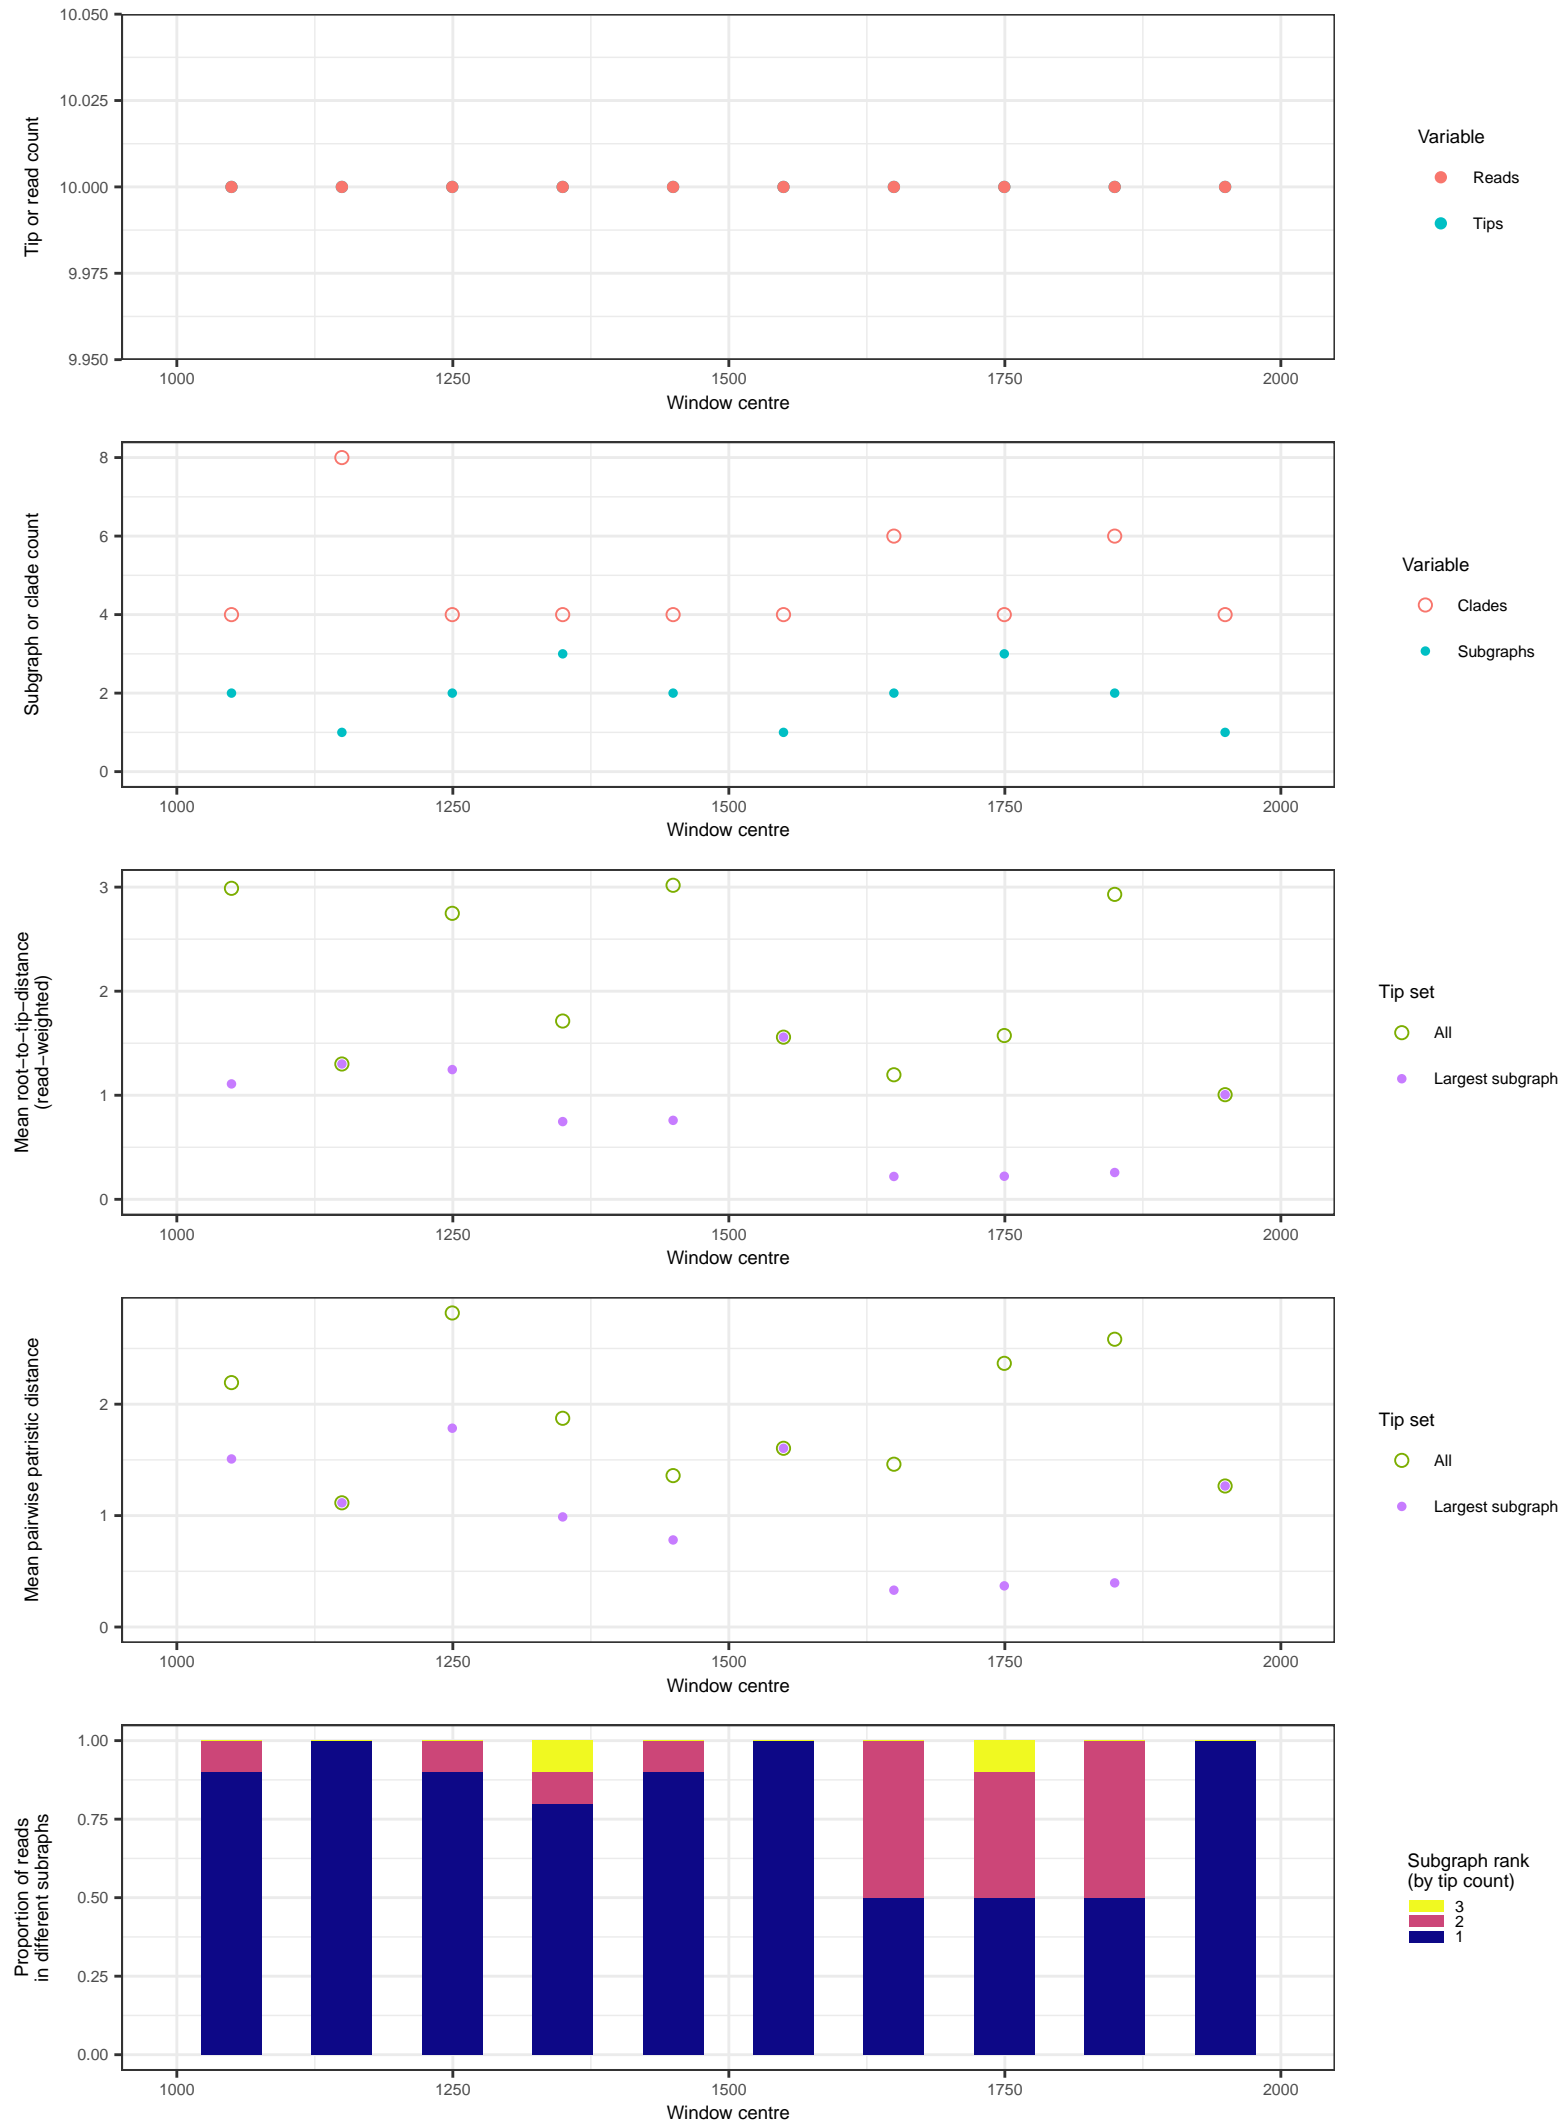 10.050
10.025
10.000
9.975
9.950
Tip or read count
1000 1250 1500 1750 2000
Window centre
Variable
Reads
Tips
8
6
4
2
0
Subgraph or clade count
1000 1250 1500 1750 2000
Window centre
Variable
Clades
Subgraphs
3
2
1
0
Mean root−to−tip−distance
(read−weighted)
1000 1250 1500 1750 2000
Window centre
Tip set
All
Largest subgraph
2
1
0
Mean pairwise patristic distance
1000 1250 1500 1750 2000
Window centre
Tip set
All
Largest subgraph
1.00
0.75
0.50
0.25
0.00
Proportion of reads
in different subraphs
1000 1250 1500 1750 2000
Window centre
Subgraph rank
(by tip count)
3
2
1